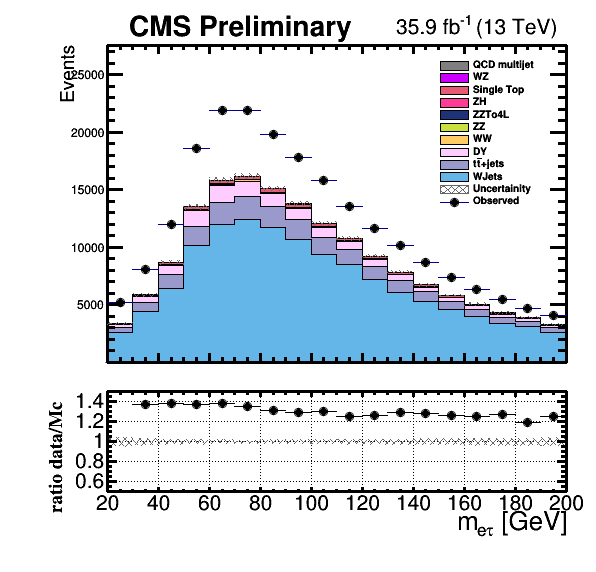 CMS Preliminary 35.9 fb⁻¹ (13 TeV)
Events
25000
20000
15000
10000
5000
QCD multijet
WZ
Single Top
ZH
ZZTo4L
ZZ
WW
DY
tt̄+jets
WJets
Uncertainity
Observed
ratio data/Mc
1.4
1.2
1
0.8
0.6
20 40 60 80 100 120 140 160 180 200
m_eτ [GeV]